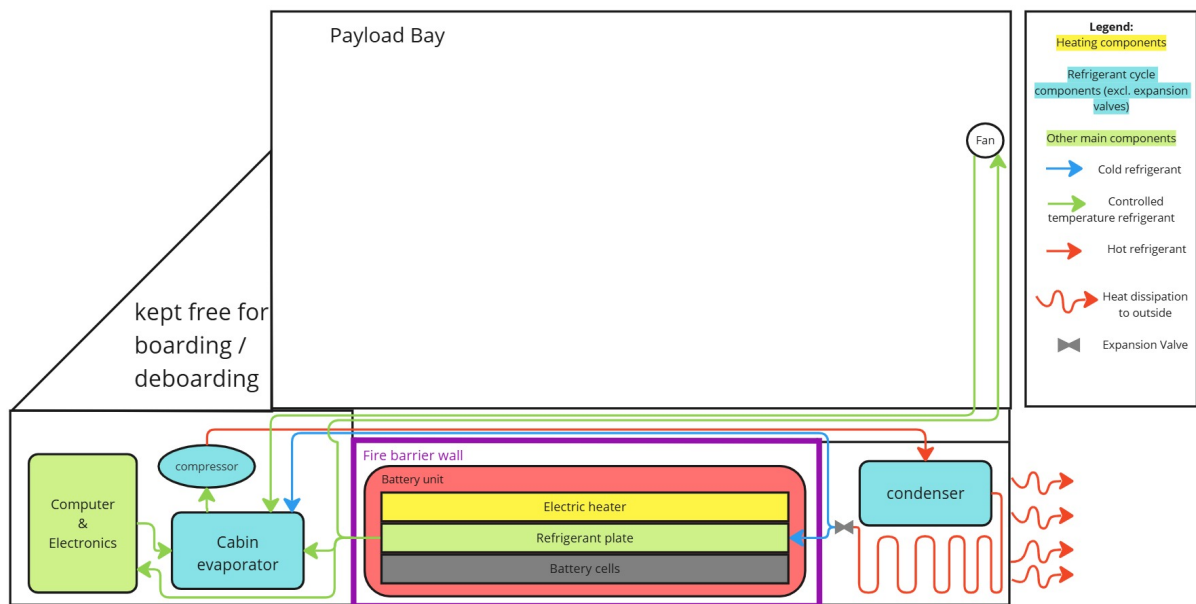 Payload Bay
Fan
kept free for
boarding /
deboarding
compressor
Computer
&
Electronics
Cabin
evaporator
Fire barrier wall
Battery unit
Electric heater
Refrigerant plate
Battery cells
condenser
Legend:
Heating components
Refrigerant cycle
components (excl. expansion
valves)
Other main components
Cold refrigerant
Controlled
temperature refrigerant
Hot refrigerant
Heat dissipation
to outside
Expansion Valve